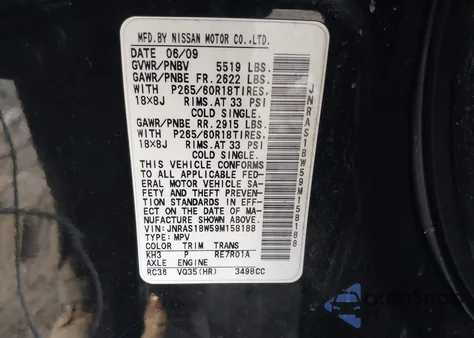 MFD.BY NISSAN MOTOR CO.,LTD.
DATE 06/09
GVWR/PNBV 5519 LBS.
GAWR/PNBE FR. 2622 LBS.
WITH P265/60R18TIRES,
18X8J RIMS.AT 33 PSI
COLD SINGLE.
GAWR/PNBE RR. 2915 LBS.
WITH P265/60R18TIRES,
18X8J RIMS.AT 33 PSI
COLD SINGLE.
THIS VEHICLE CONFORMS
TO ALL APPLICABLE FED-
ERAL MOTOR VEHICLE SA-
FETY AND THEFT PREVEN-
TION STANDARDS IN EFF-
ECT ON THE DATE OF MA-
NUFACTURE SHOWN ABOVE.
VIN: JNRAS18W59M158188
TYPE: MPV
COLOR TRIM TRANS
KH3 P RE7R01A
AXLE ENGINE
RC36 VQ35(HR) 3498CC
JNRAS18W59M158188
AutoSnap